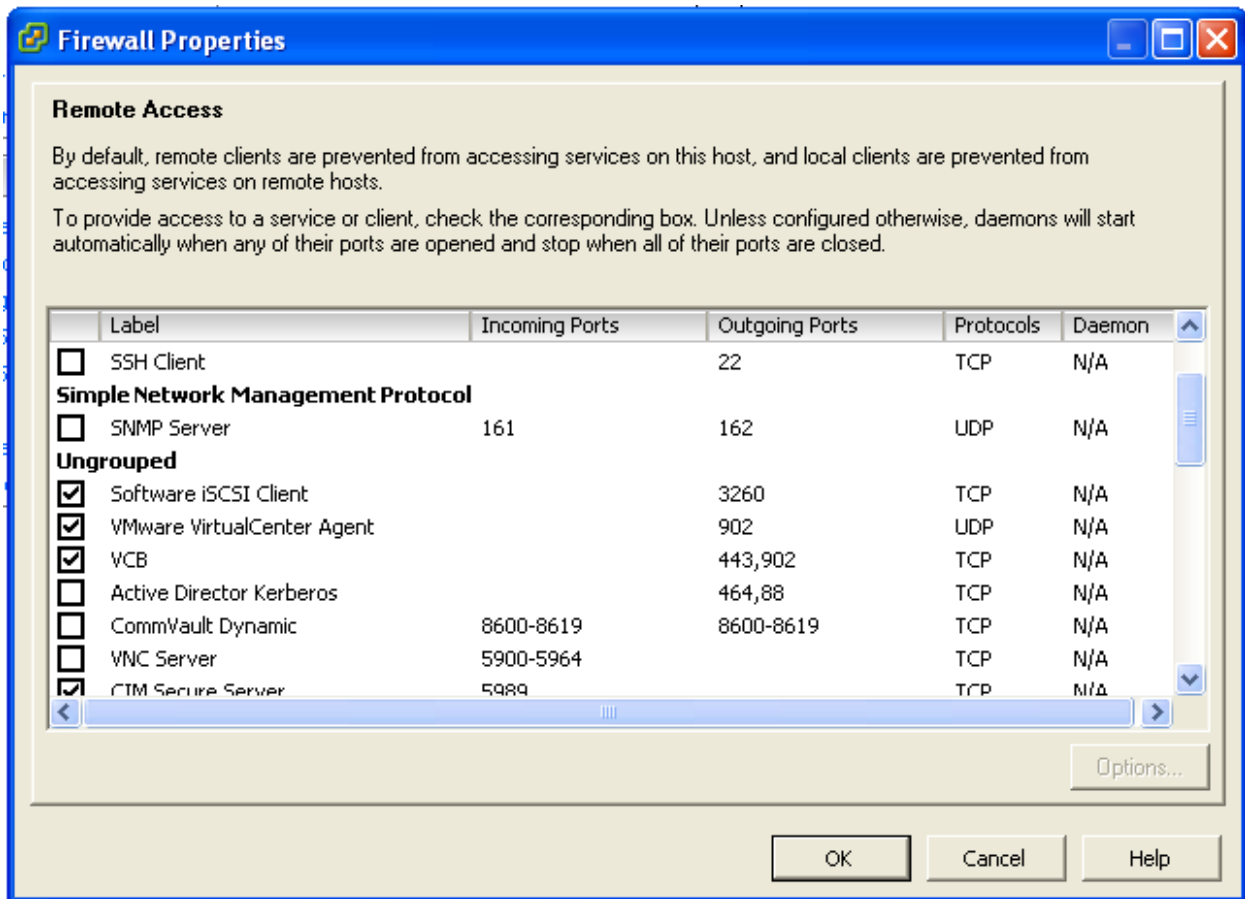 Firewall Properties
Remote Access
By default, remote clients are prevented from accessing services on this host, and local clients are prevented from
accessing services on remote hosts.
To provide access to a service or client, check the corresponding box. Unless configured otherwise, daemons will start
automatically when any of their ports are opened and stop when all of their ports are closed.
Label Incoming Ports Outgoing Ports Protocols Daemon
SSH Client 22 TCP N/A
Simple Network Management Protocol
SNMP Server 161 162 UDP N/A
Ungrouped
Software iSCSI Client 3260 TCP N/A
VMware VirtualCenter Agent 902 UDP N/A
VCB 443,902 TCP N/A
Active Director Kerberos 464,88 TCP N/A
CommVault Dynamic 8600-8619 8600-8619 TCP N/A
VNC Server 5900-5964 TCP N/A
CIM Secure Server 5989 TCP N/A
Options...
OK Cancel Help